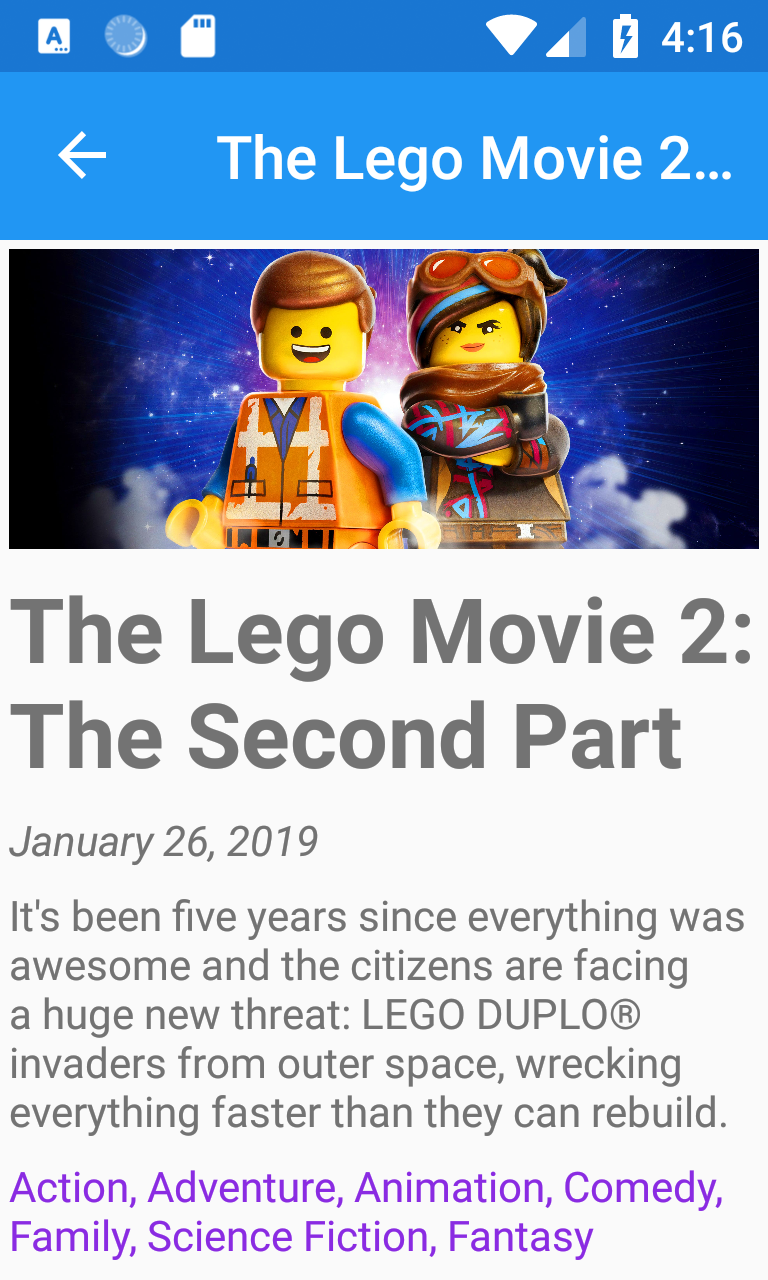 4:16
The Lego Movie 2...
The Lego Movie 2:
The Second Part
January 26, 2019
It's been five years since everything was
awesome and the citizens are facing
a huge new threat: LEGO DUPLO®
invaders from outer space, wrecking
everything faster than they can rebuild.
Action, Adventure, Animation, Comedy,
Family, Science Fiction, Fantasy